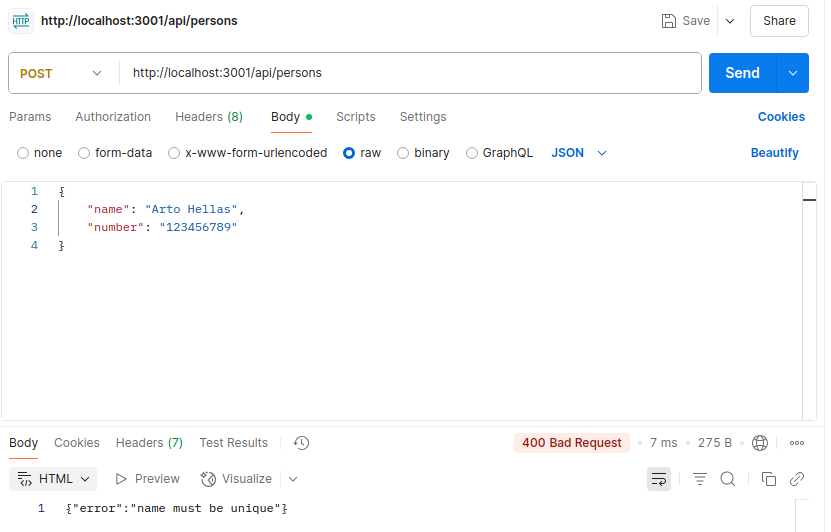 HTTP http://localhost:3001/api/persons Save Share
POST http://localhost:3001/api/persons Send
Params Authorization Headers (8) Body Scripts Settings Cookies
none form-data x-www-form-urlencoded raw binary GraphQL JSON Beautify
1 {
2 "name": "Arto Hellas",
3 "number": "123456789"
4 }
Body Cookies Headers (7) Test Results 400 Bad Request • 7 ms • 275 B •
HTML Preview Visualize
1 {"error":"name must be unique"}